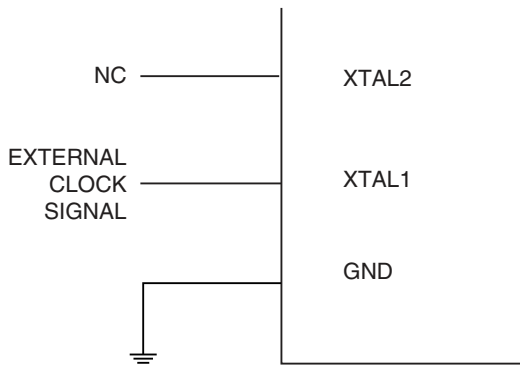 NC
XTAL2
EXTERNAL
CLOCK
SIGNAL
XTAL1
GND